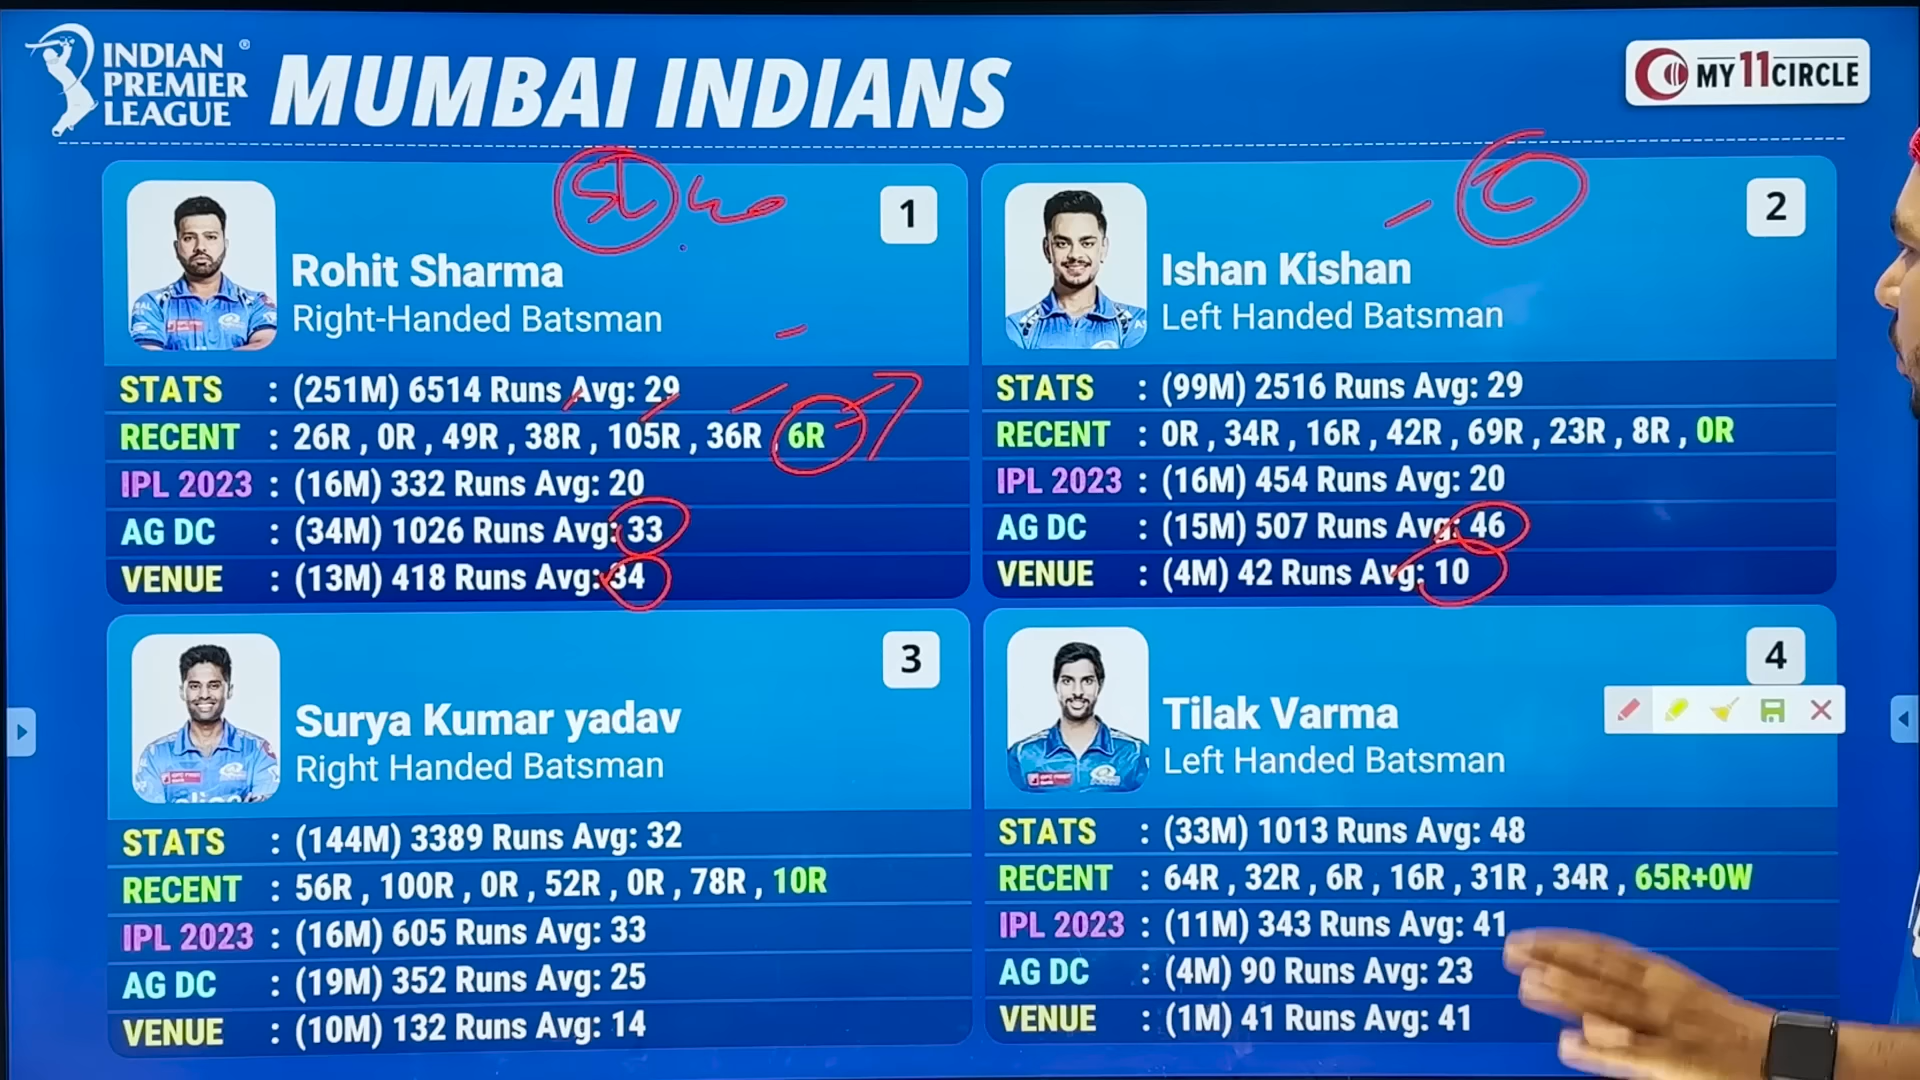 INDIAN
PREMIER
LEAGUE
®
MUMBAI INDIANS
MY11CIRCLE
SL
1
Rohit Sharma
Right-Handed Batsman
STATS : (251M) 6514 Runs Avg: 29
RECENT : 26R , 0R , 49R , 38R , 105R , 36R , 6R
IPL 2023 : (16M) 332 Runs Avg: 20
AG DC : (34M) 1026 Runs Avg: 33
VENUE : (13M) 418 Runs Avg: 34
C
2
Ishan Kishan
Left Handed Batsman
STATS : (99M) 2516 Runs Avg: 29
RECENT : 0R , 34R , 16R , 42R , 69R , 23R , 8R , 0R
IPL 2023 : (16M) 454 Runs Avg: 20
AG DC : (15M) 507 Runs Avg: 46
VENUE : (4M) 42 Runs Avg: 10
3
Surya Kumar yadav
Right Handed Batsman
STATS : (144M) 3389 Runs Avg: 32
RECENT : 56R , 100R , 0R , 52R , 0R , 78R , 10R
IPL 2023 : (16M) 605 Runs Avg: 33
AG DC : (19M) 352 Runs Avg: 25
VENUE : (10M) 132 Runs Avg: 14
4
Tilak Varma
Left Handed Batsman
STATS : (33M) 1013 Runs Avg: 48
RECENT : 64R , 32R , 6R , 16R , 31R , 34R , 65R+0W
IPL 2023 : (11M) 343 Runs Avg: 41
AG DC : (4M) 90 Runs Avg: 23
VENUE : (1M) 41 Runs Avg: 41